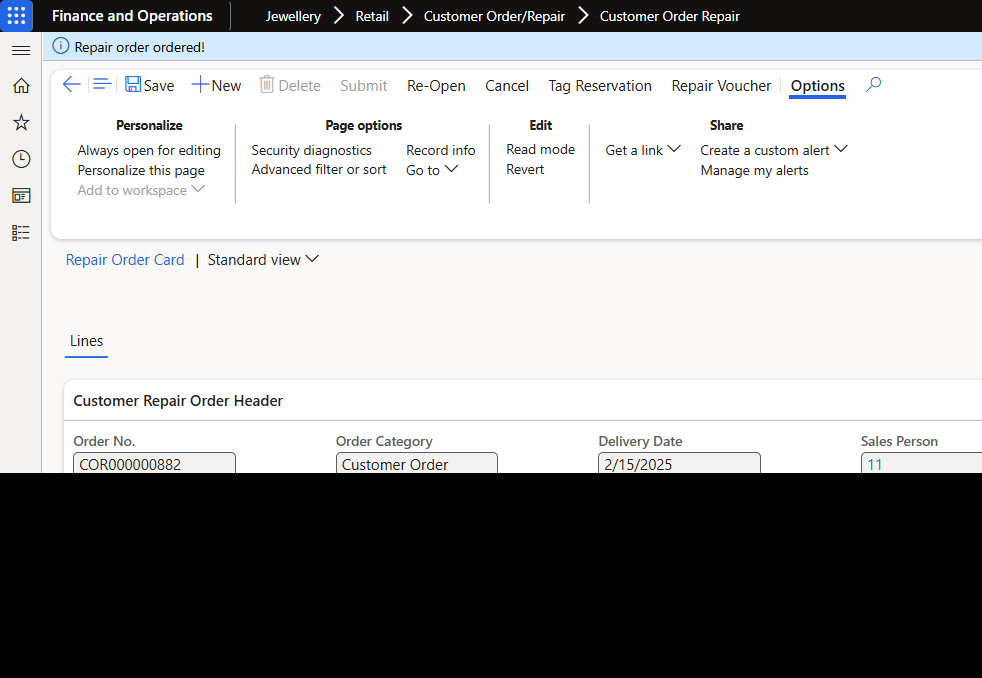 Finance and Operations Jewellery Retail Customer Order/Repair Customer Order Repair
Repair order ordered!
Save New Delete Submit Re-Open Cancel Tag Reservation Repair Voucher Options
Personalize Page options Edit Share
Always open for editing Security diagnostics Record info Read mode Get a link Create a custom alert
Personalize this page Advanced filter or sort Go to Revert Manage my alerts
Add to workspace
Repair Order Card | Standard view
Lines
Customer Repair Order Header
Order No. Order Category Delivery Date Sales Person
COR000000882 Customer Order 2/15/2025 11